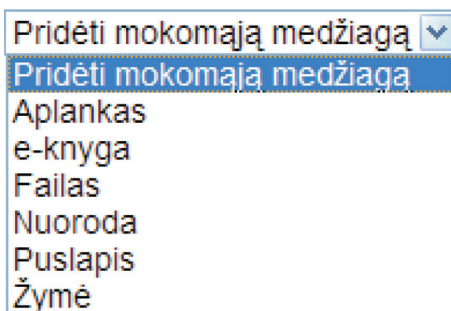 Pridėti mokomąją medžiagą
Pridėti mokomąją medžiagą
Aplankas
e-knyga
Failas
Nuoroda
Puslapis
Žymė